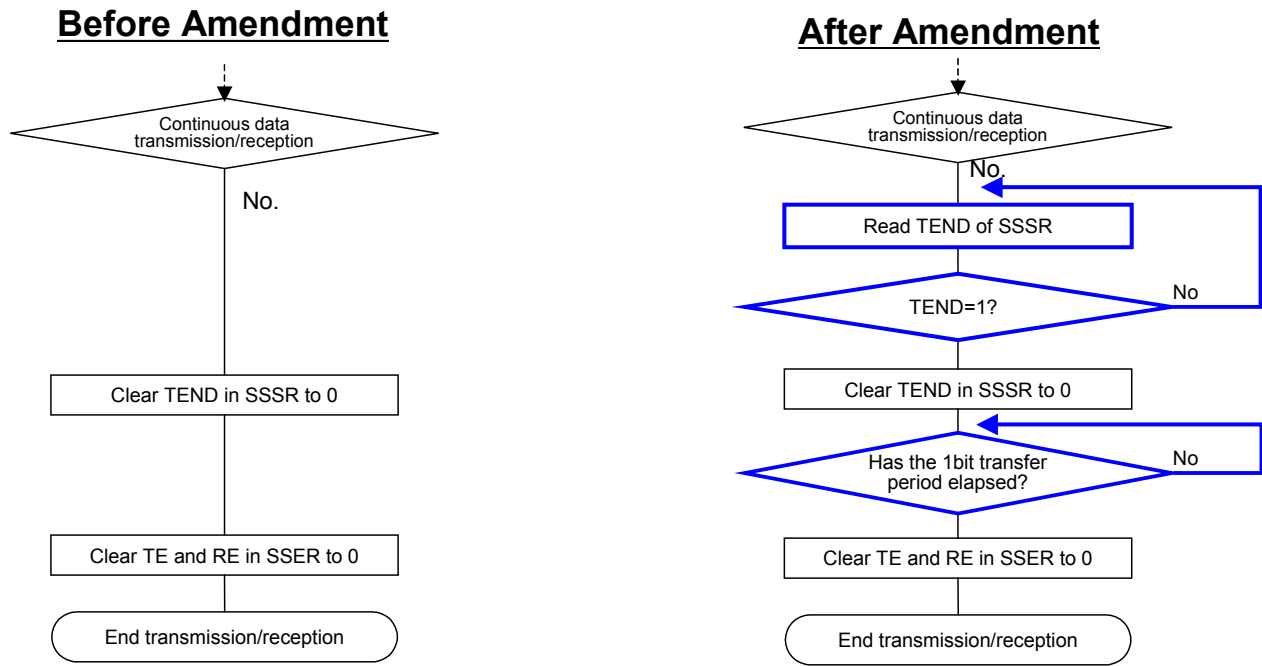 Before Amendment
Continuous data
transmission/reception
No.
Clear TEND in SSSR to 0
Clear TE and RE in SSER to 0
End transmission/reception
After Amendment
Continuous data
transmission/reception
No.
Read TEND of SSSR
TEND=1?
No
Clear TEND in SSSR to 0
Has the 1bit transfer
period elapsed?
No
Clear TE and RE in SSER to 0
End transmission/reception